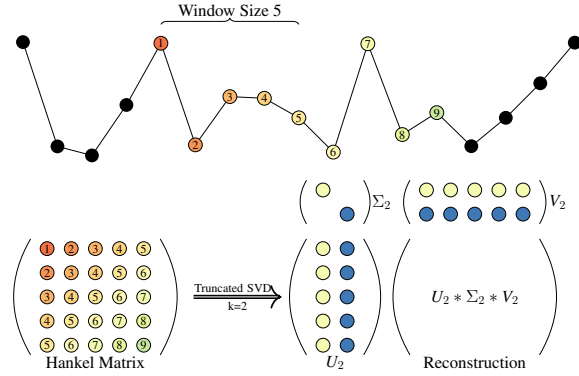 Window Size 5
1
7
3
4
9
5
2
8
6
Σ₂
V₂
1 2 3 4 5
2 3 4 5 6
3 4 5 6 7
4 5 6 7 8
5 6 7 8 9
Truncated SVD
k=2
U₂ * Σ₂ * V₂
Hankel Matrix
U₂
Reconstruction